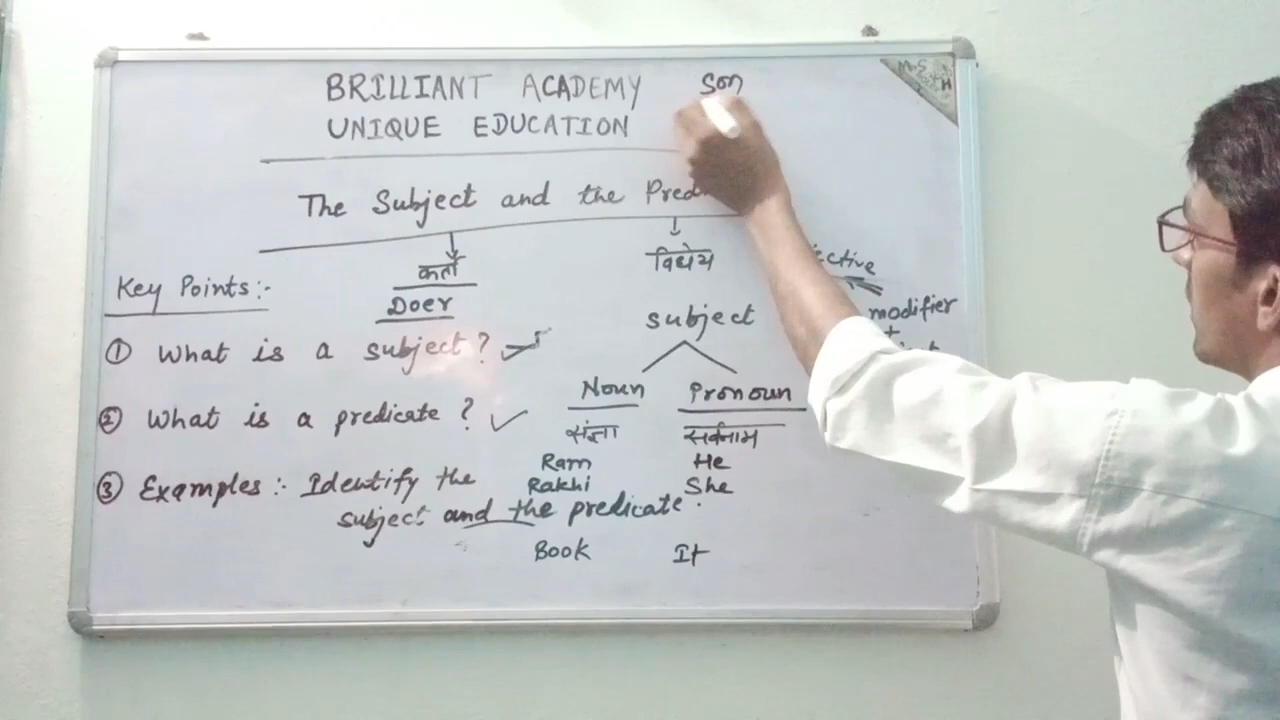 BRILLIANT ACADEMY
UNIQUE EDUCATION
Son
M.S
H
The Subject and the
कर्ता
Doer
विधेय
Key Points:-
① What is a subject?
② What is a predicate?
③ Examples:- Identify the
subject and the predicate.
subject
Noun Pronoun
संज्ञा सर्वनाम
Ram He
Rakhi She
Book It
modifier
+